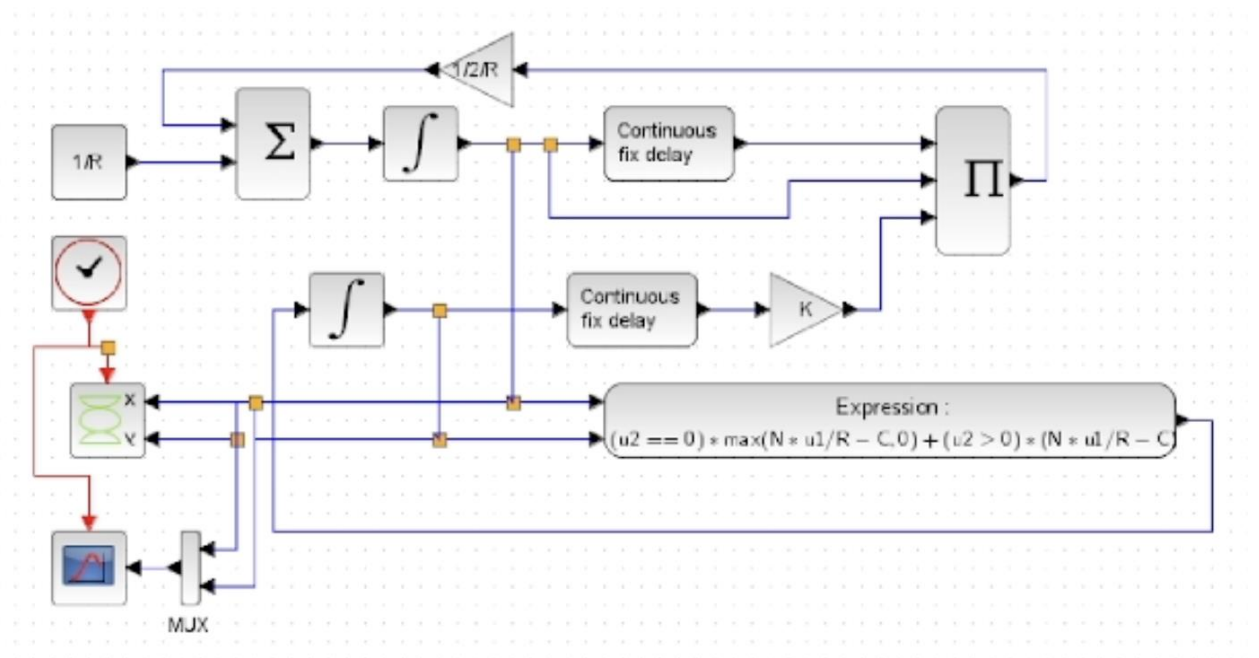 1/2/R
1/R
Σ
∫
Continuous
fix delay
Π
∫
Continuous
fix delay
K
X
Y
Expression :
(u2 == 0) * max(N * u1/R − C,0) + (u2 > 0) * (N * u1/R − C)
MUX